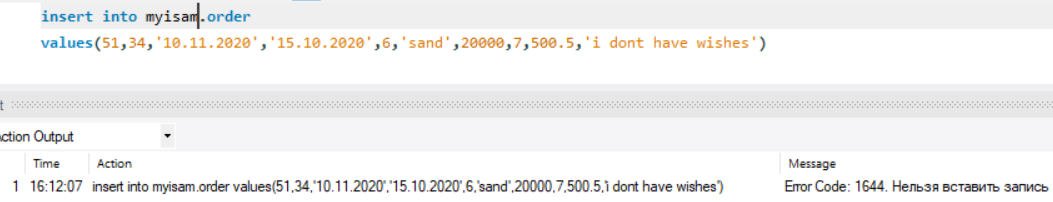 insert into myisam.order
values(51,34,'10.11.2020','15.10.2020',6,'sand',20000,7,500.5,'i dont have wishes')
t
Action Output
Time Action Message
1 16:12:07 insert into myisam.order values(51,34,'10.11.2020','15.10.2020',6,'sand',20000,7,500.5,'i dont have wishes') Error Code: 1644. Нельзя вставить запись